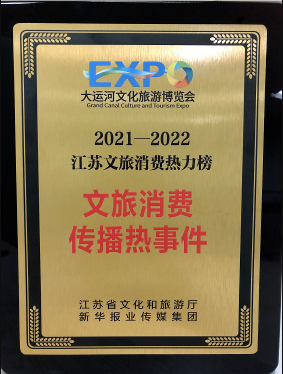 EXPO
大运河文化旅游博览会
Grand Canal Culture and Tourism Expo
2021—2022
江苏文旅消费热力榜
文旅消费
传播热事件
江苏省文化和旅游厅
新华报业传媒集团